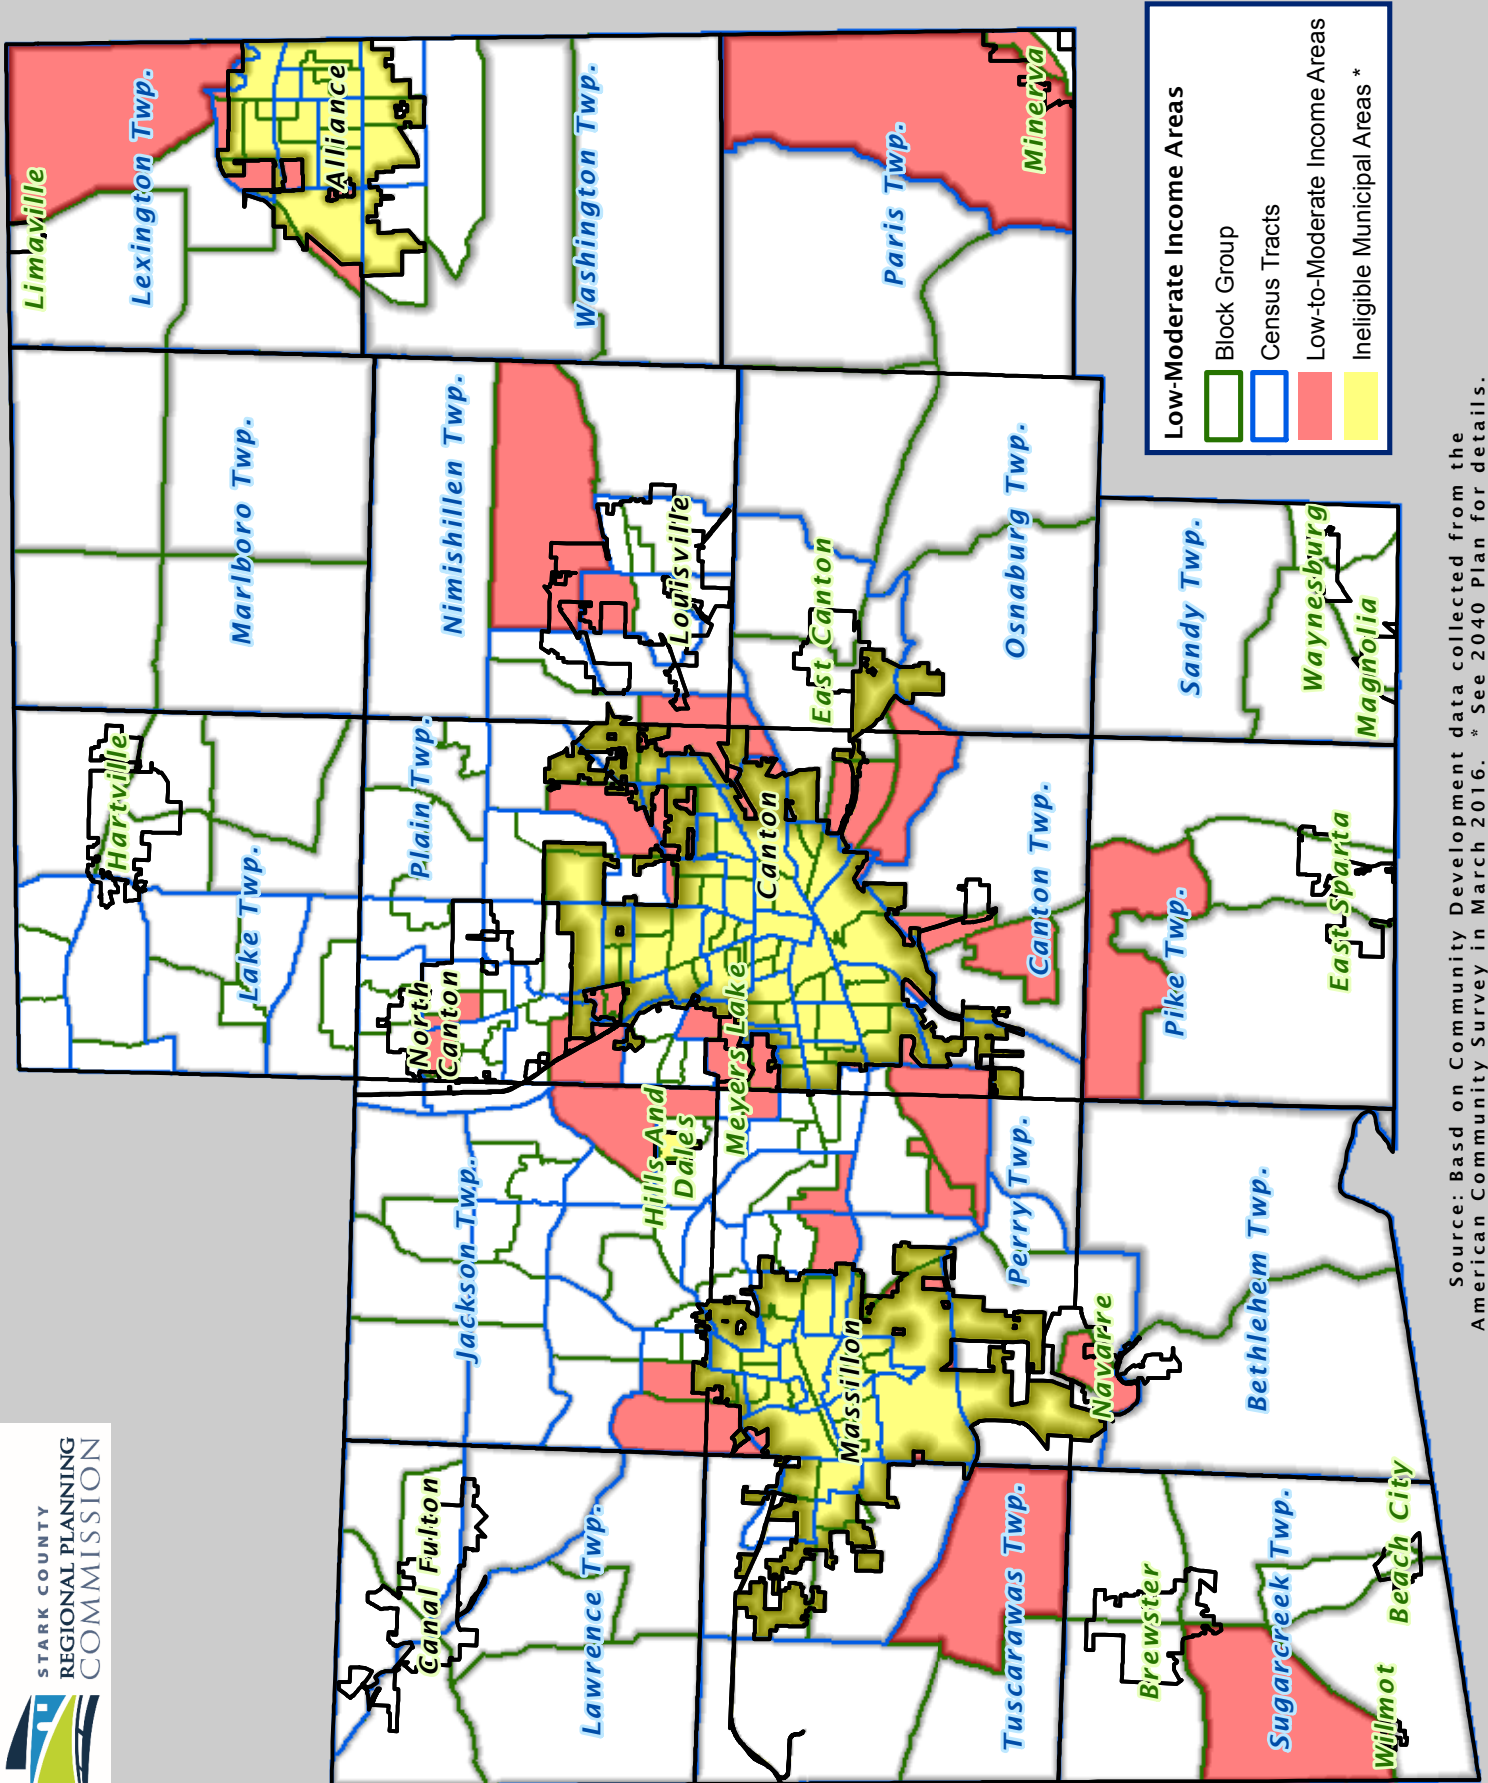 STARK COUNTY
REGIONAL PLANNING
COMMISSION
Canal Fulton
Lawrence Twp.
Tuscarawas Twp.
Brewster
Sugarcreek Twp.
Wilmot
Beach City
Jackson Twp.
Hills And
Dales
Massillon
Perry Twp.
Navarre
Bethlehem Twp.
Hartville
Lake Twp.
Plain Twp.
North
Canton
Meyers Lake
Canton
Canton Twp.
Pike Twp.
East Sparta
Marlboro Twp.
Nimishillen Twp.
Louisville
East Canton
Osnaburg Twp.
Sandy Twp.
Waynesburg
Magnolia
Limaville
Lexington Twp.
Alliance
Washington Twp.
Paris Twp.
Minerva
Low-Moderate Income Areas
Block Group
Census Tracts
Low-to-Moderate Income Areas
Ineligible Municipal Areas *
Source: Basd on Community Development data collected from the
American Community Survey in March 2016. * See 2040 Plan for details.